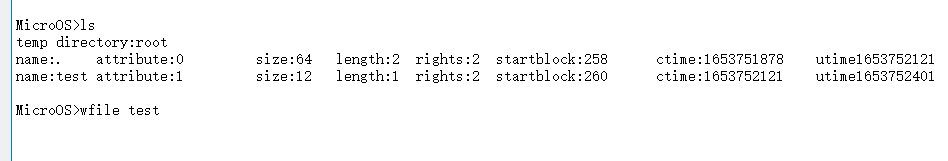 MicroOS>ls
temp directory:root
name:. attribute:0 size:64 length:2 rights:2 startblock:258 ctime:1653751878 utime1653752121
name:test attribute:1 size:12 length:1 rights:2 startblock:260 ctime:1653752121 utime1653752401
MicroOS>wfile test